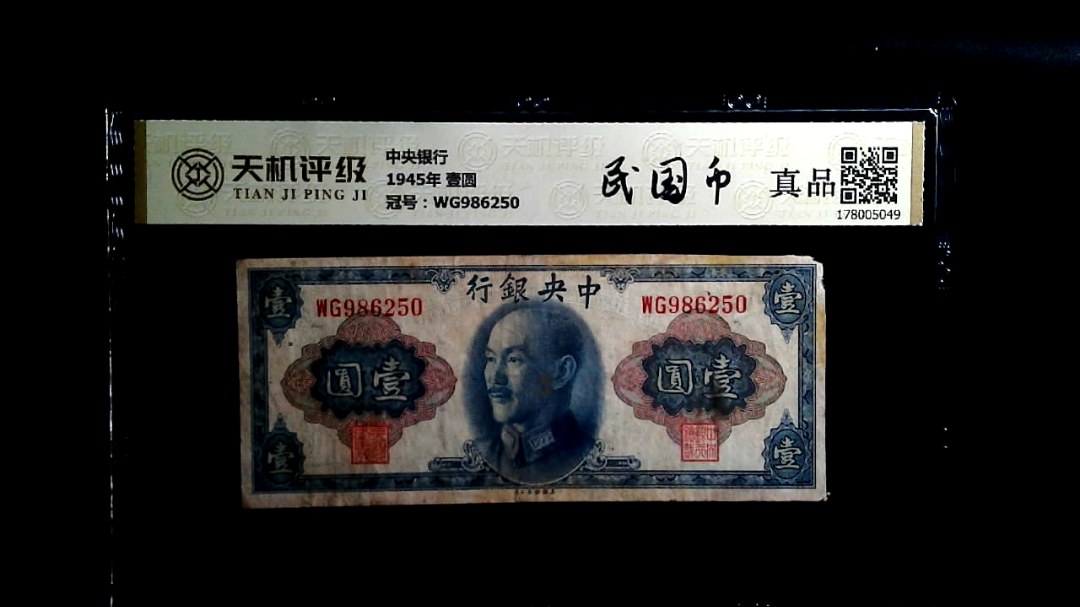 天机评级
TIAN JI PING JI
中央银行
1945年 壹圆
冠号：WG986250
民国币
真品
178005049
行銀央中
壹
壹
WG986250
WG986250
圓壹
圓壹
壹
壹